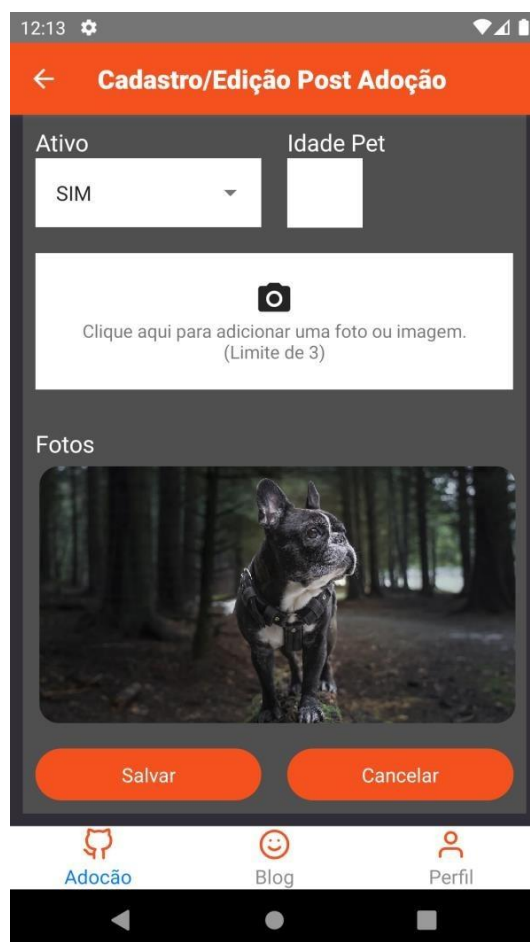 12:13
Cadastro/Edição Post Adoção
Ativo
Idade Pet
SIM
Clique aqui para adicionar uma foto ou imagem.
(Limite de 3)
Fotos
Salvar
Cancelar
Adocão
Blog
Perfil